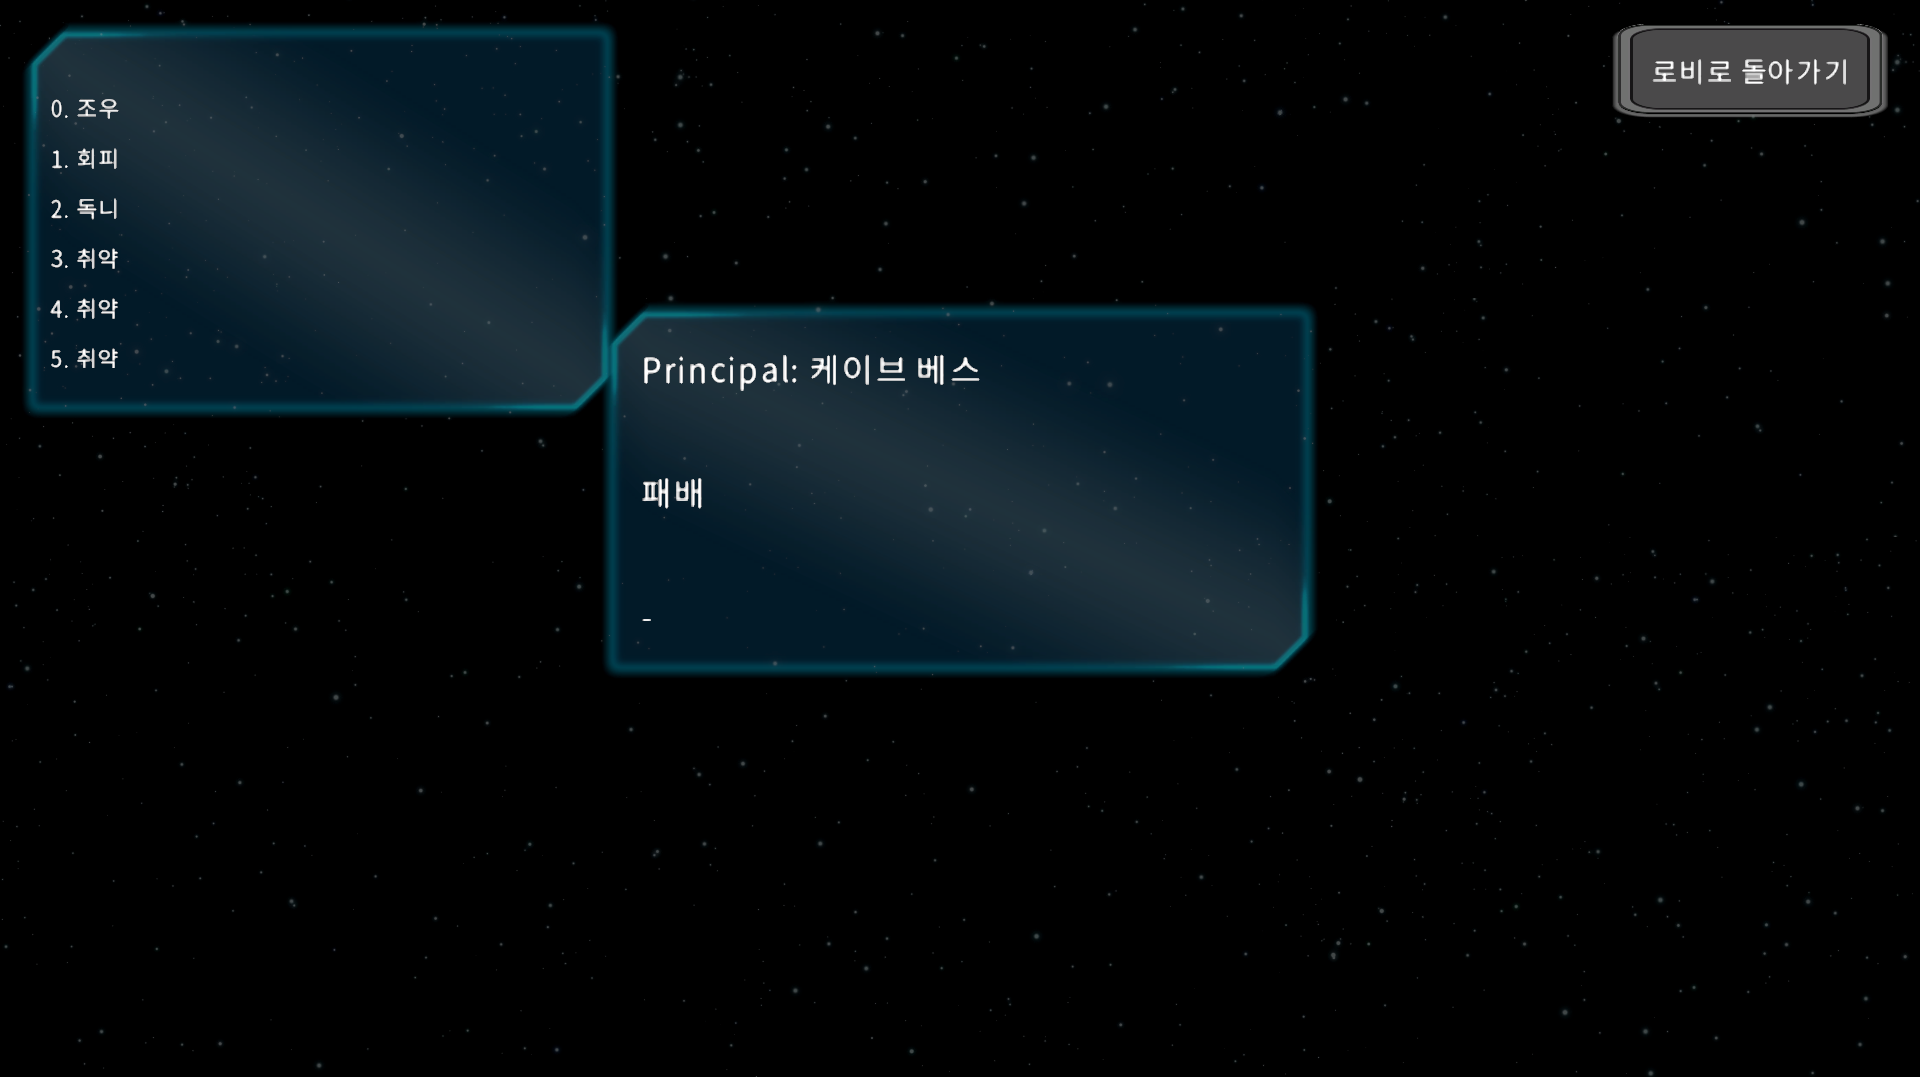 0. 조우
1. 회피
2. 독니
3. 취약
4. 취약
5. 취약
로비로 돌아가기
Principal: 케이브 베스
패배
-